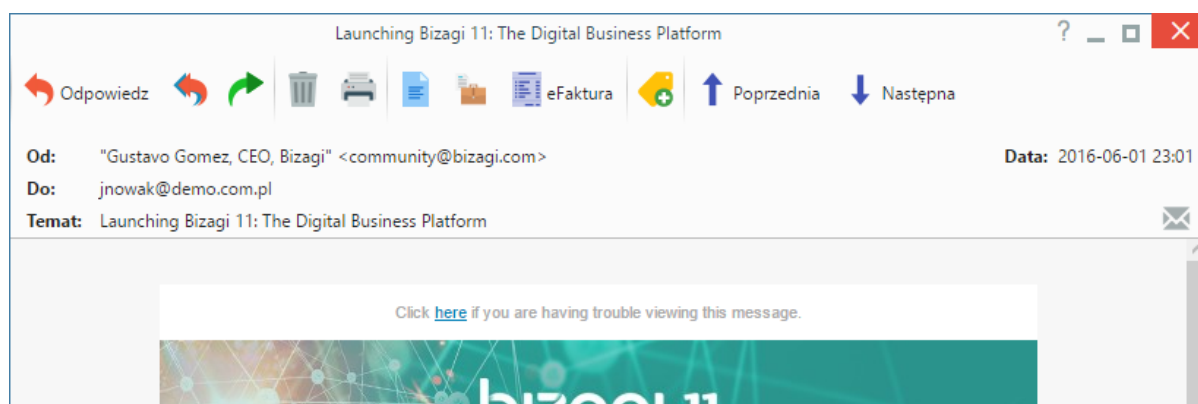 Launching Bizagi 11: The Digital Business Platform
Odpowiedz eFaktura Poprzednia Następna
Od: "Gustavo Gomez, CEO, Bizagi" <community@bizagi.com> Data: 2016-06-01 23:01
Do: jnowak@demo.com.pl
Temat: Launching Bizagi 11: The Digital Business Platform
Click here if you are having trouble viewing this message.
bizagi 11